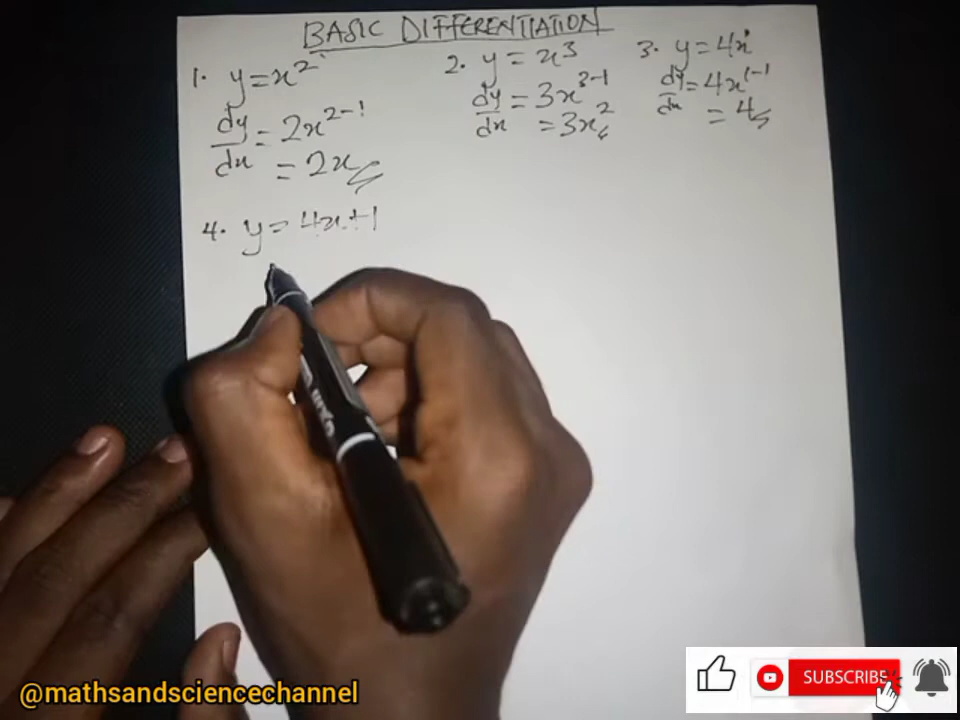 BASIC DIFFERENTIATION
1. y = x²
dy/dx = 2x²⁻¹
= 2x
2. y = x³
dy/dx = 3x³⁻¹
= 3x²
3. y = 4x¹
dy/dx = 4x¹⁻¹
= 4
4. y = 4x + 1
@mathsandsciencechannel
SUBSCRIBE